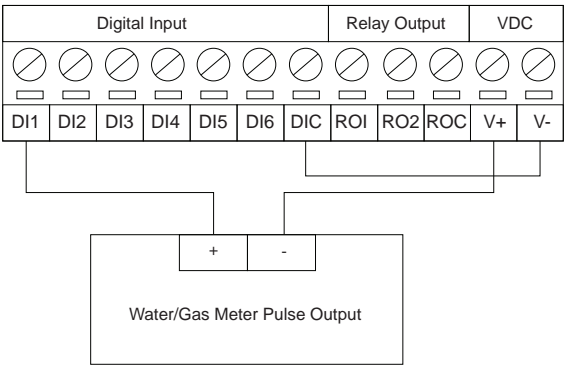 Digital Input Relay Output VDC
DI1 DI2 DI3 DI4 DI5 DI6 DIC ROI RO2 ROC V+ V-
+ -
Water/Gas Meter Pulse Output